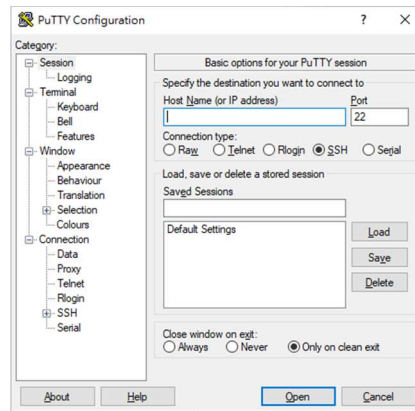 PuTTY Configuration
? X
Category:
Session
Logging
Terminal
Keyboard
Bell
Features
Window
Appearance
Behaviour
Translation
Selection
Colours
Connection
Data
Proxy
Telnet
Rlogin
SSH
Serial
Basic options for your PuTTY session
Specify the destination you want to connect to
Host Name (or IP address) Port
22
Connection type:
Raw Telnet Rlogin SSH Serial
Load, save or delete a stored session
Saved Sessions
Default Settings
Load
Save
Delete
Close window on exit:
Always Never Only on clean exit
About Help Open Cancel